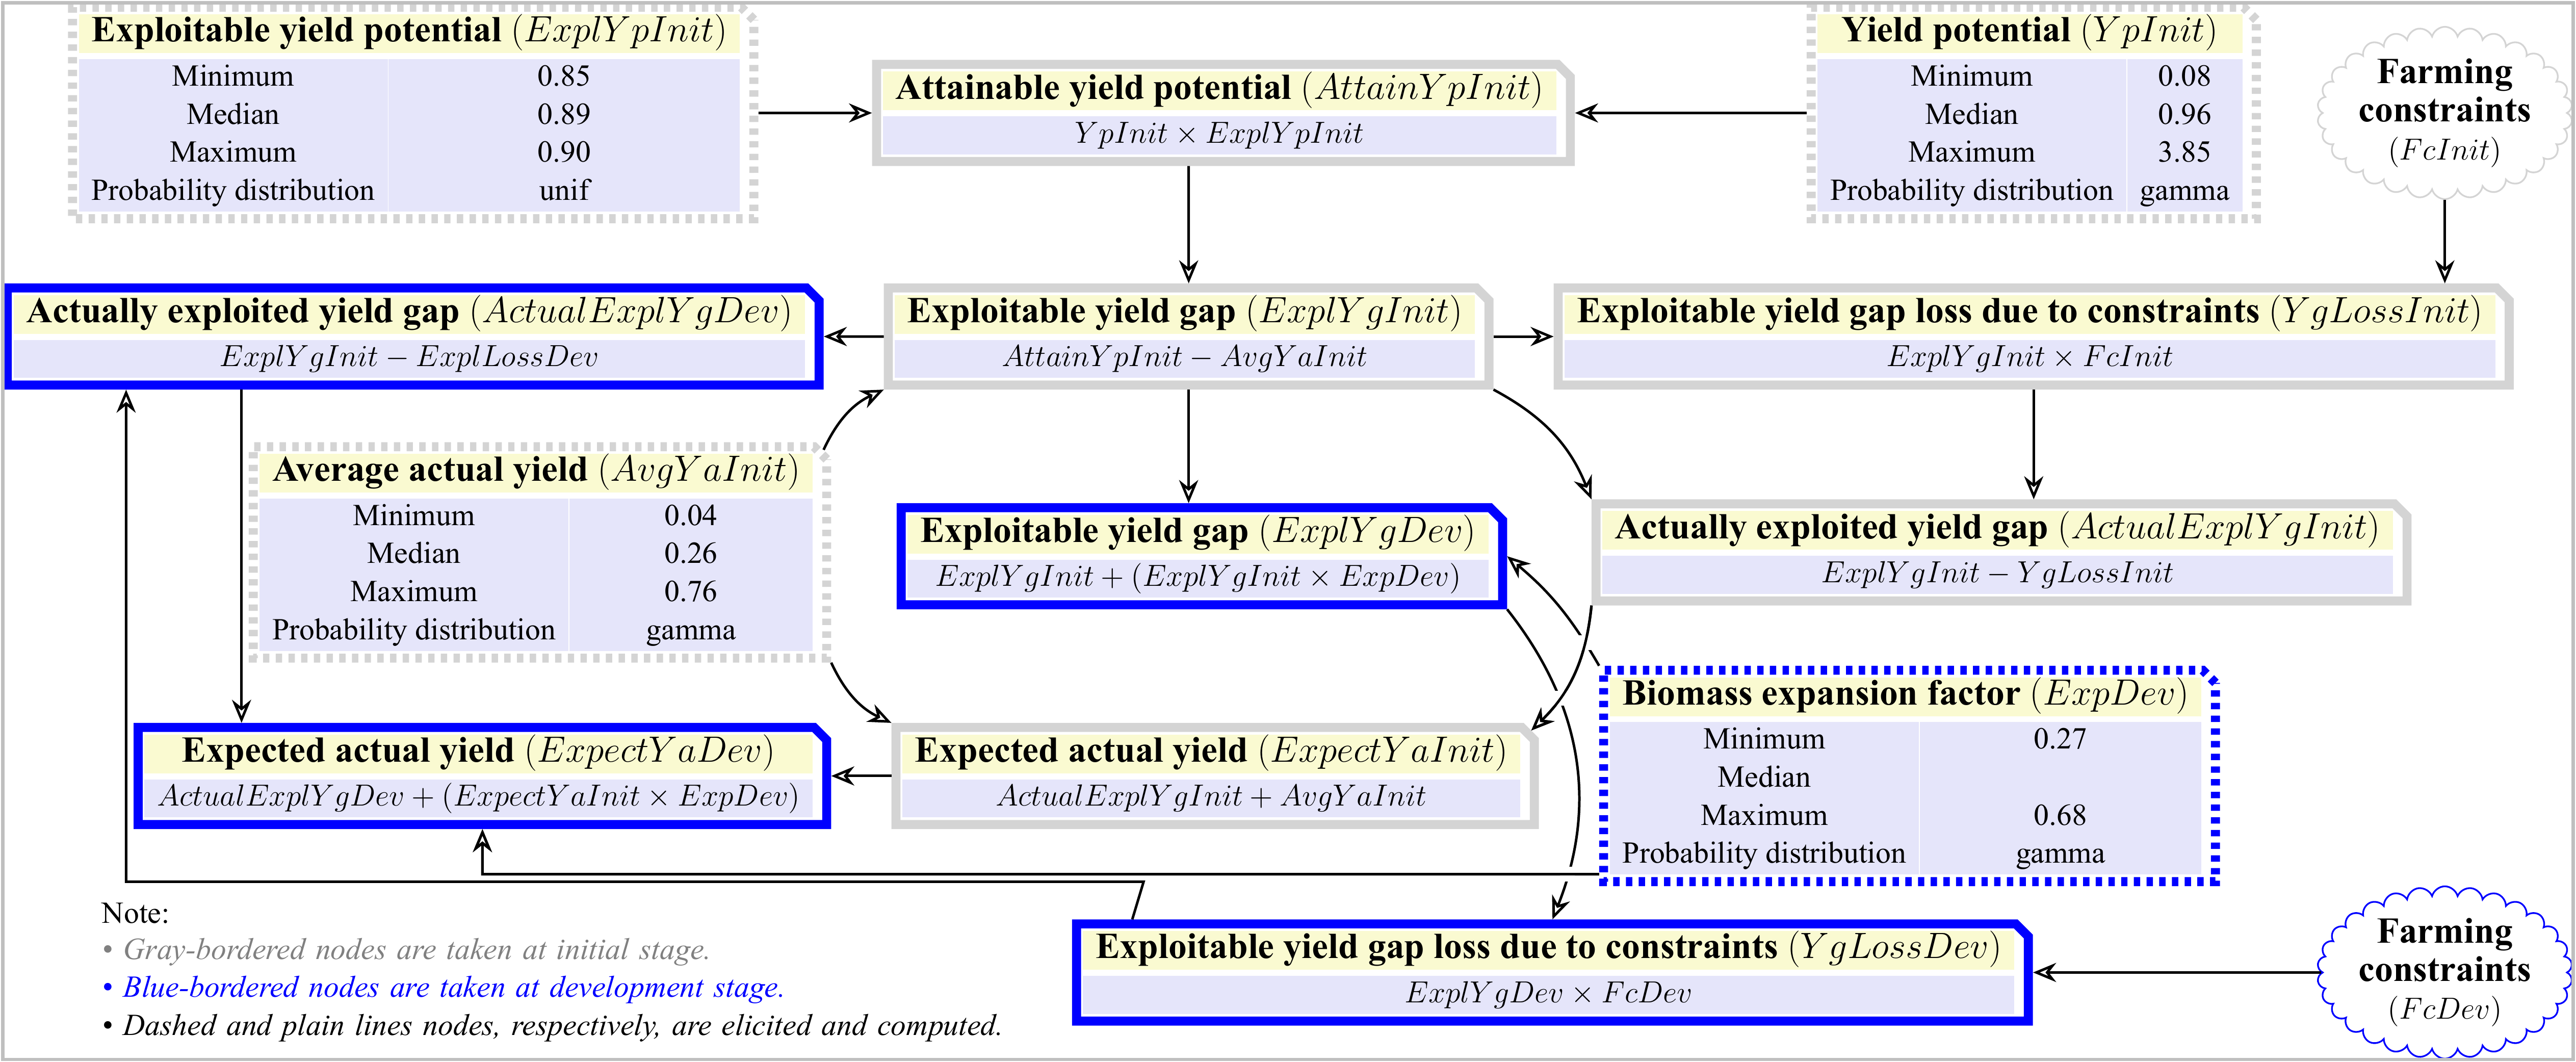 Exploitable yield potential (ExplYpInit)
Minimum 0.85
Median 0.89
Maximum 0.90
Probability distribution unif
Attainable yield potential (AttainYpInit)
YpInit × ExplYpInit
Yield potential (YpInit)
Minimum 0.08
Median 0.96
Maximum 3.85
Probability distribution gamma
Farming
constraints
(FcInit)
Actually exploited yield gap (ActualExplYgDev)
ExplYgInit − ExplLossDev
Exploitable yield gap (ExplYgInit)
AttainYpInit − AvgYaInit
Exploitable yield gap loss due to constraints (YgLossInit)
ExplYgInit × FcInit
Average actual yield (AvgYaInit)
Minimum 0.04
Median 0.26
Maximum 0.76
Probability distribution gamma
Exploitable yield gap (ExplYgDev)
ExplYgInit + (ExplYgInit × ExpDev)
Actually exploited yield gap (ActualExplYgInit)
ExplYgInit − YgLossInit
Expected actual yield (ExpectYaDev)
ActualExplYgDev + (ExpectYaInit × ExpDev)
Expected actual yield (ExpectYaInit)
ActualExplYgInit + AvgYaInit
Biomass expansion factor (ExpDev)
Minimum 0.27
Median
Maximum 0.68
Probability distribution gamma
Note:
• Gray-bordered nodes are taken at initial stage.
• Blue-bordered nodes are taken at development stage.
• Dashed and plain lines nodes, respectively, are elicited and computed.
Exploitable yield gap loss due to constraints (YgLossDev)
ExplYgDev × FcDev
Farming
constraints
(FcDev)